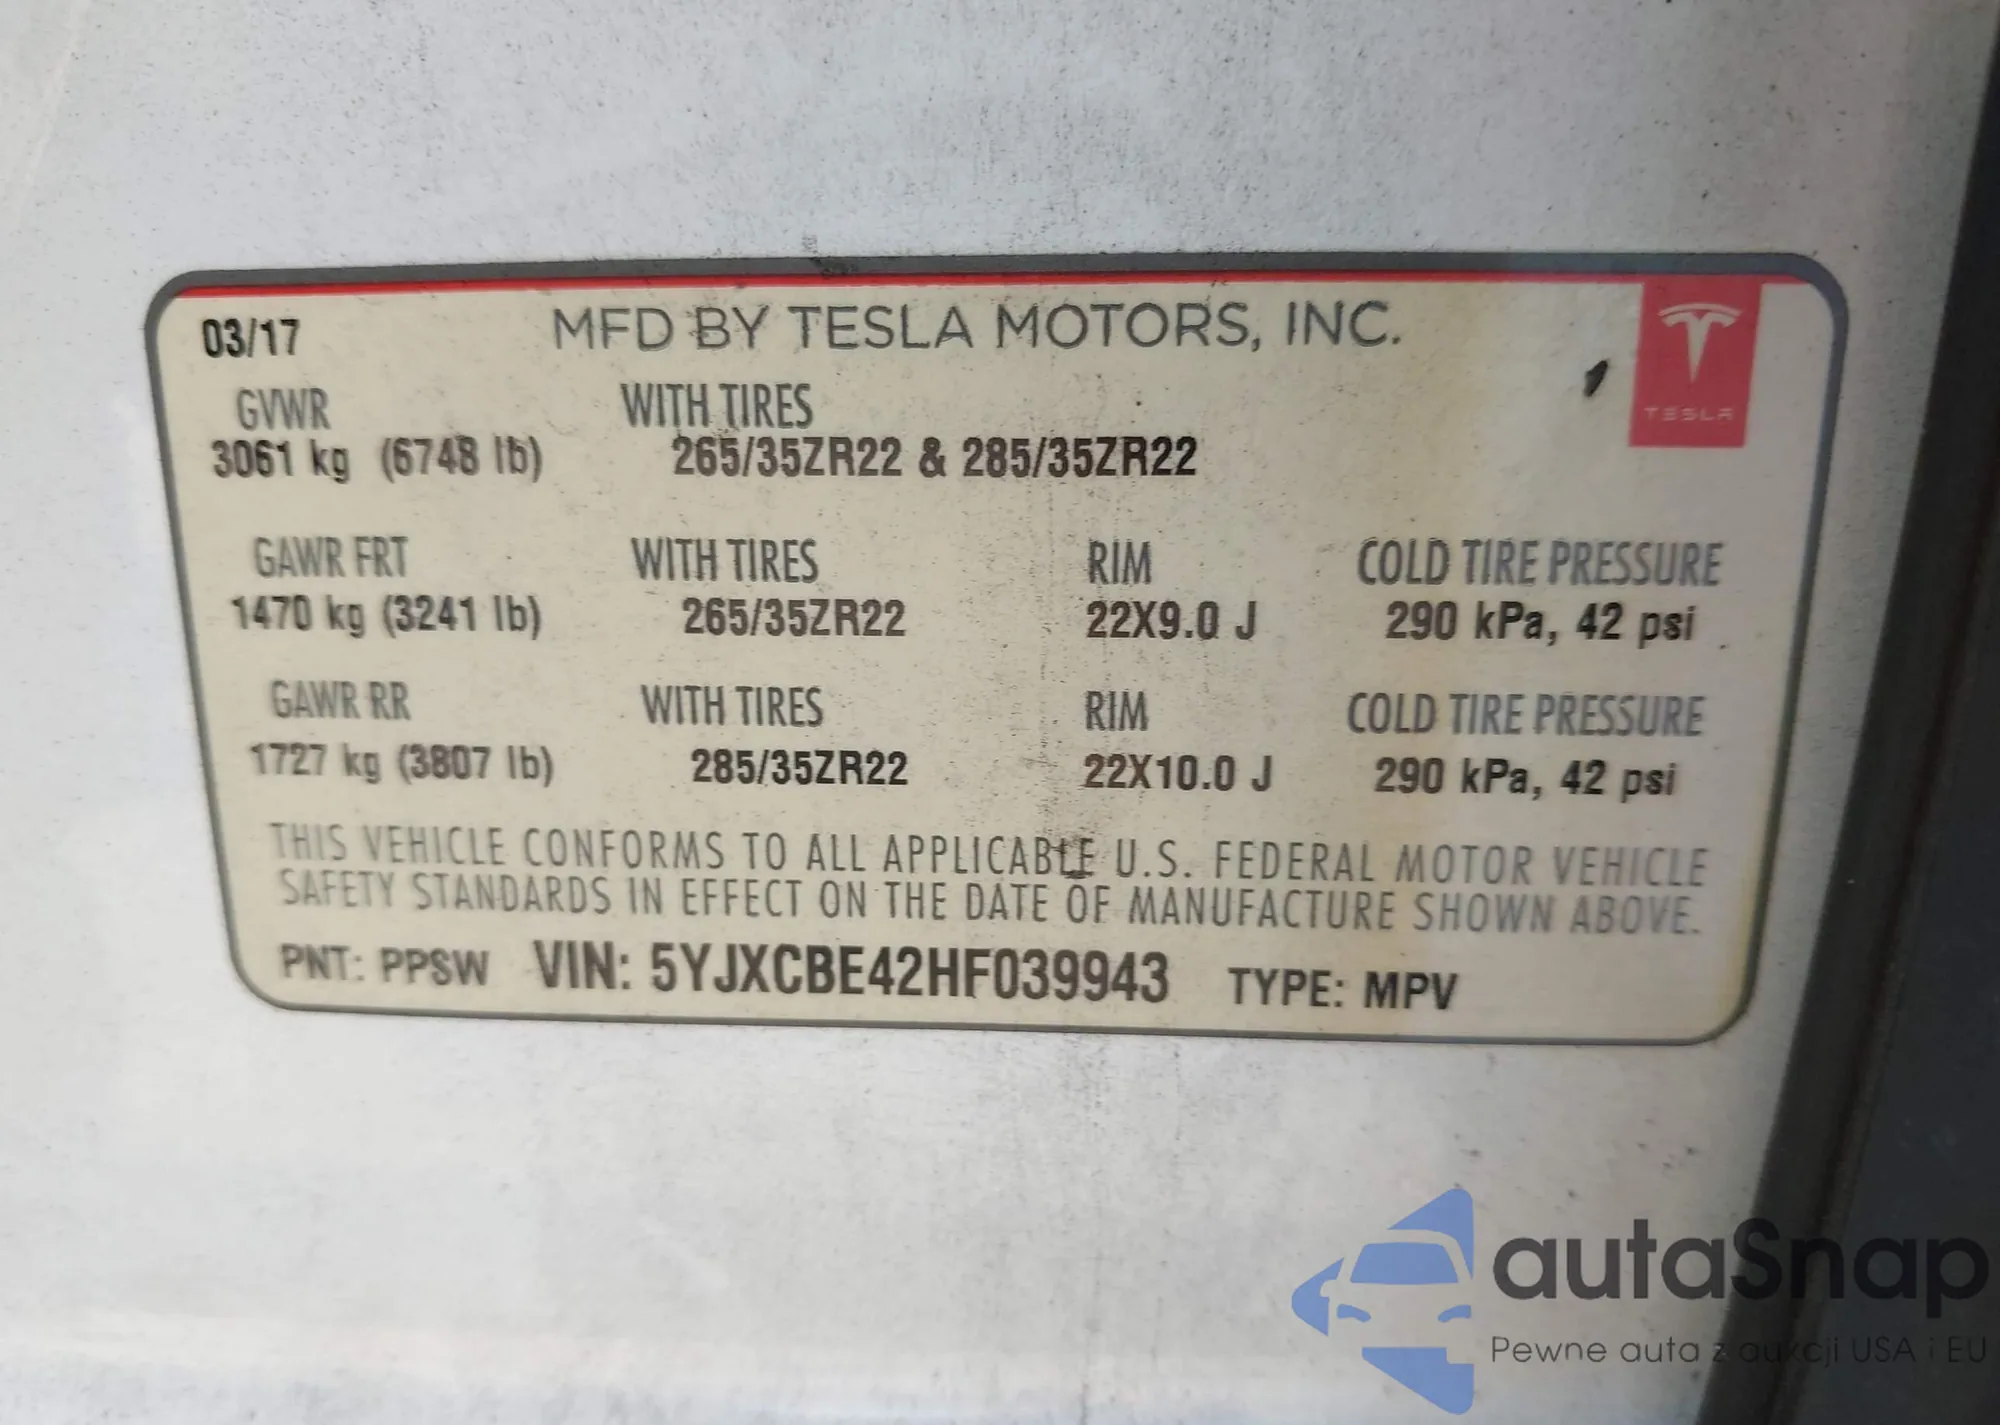 03/17 MFD BY TESLA MOTORS, INC.
TESLA
GVWR WITH TIRES
3061 kg (6748 lb) 265/35ZR22 & 285/35ZR22
GAWR FRT WITH TIRES RIM COLD TIRE PRESSURE
1470 kg (3241 lb) 265/35ZR22 22X9.0 J 290 kPa, 42 psi
GAWR RR WITH TIRES RIM COLD TIRE PRESSURE
1727 kg (3807 lb) 285/35ZR22 22X10.0 J 290 kPa, 42 psi
THIS VEHICLE CONFORMS TO ALL APPLICABLE U.S. FEDERAL MOTOR VEHICLE
SAFETY STANDARDS IN EFFECT ON THE DATE OF MANUFACTURE SHOWN ABOVE.
PNT: PPSW VIN: 5YJXCBE42HF039943 TYPE: MPV
autaSnap
Pewne auta z aukcji USA i EU